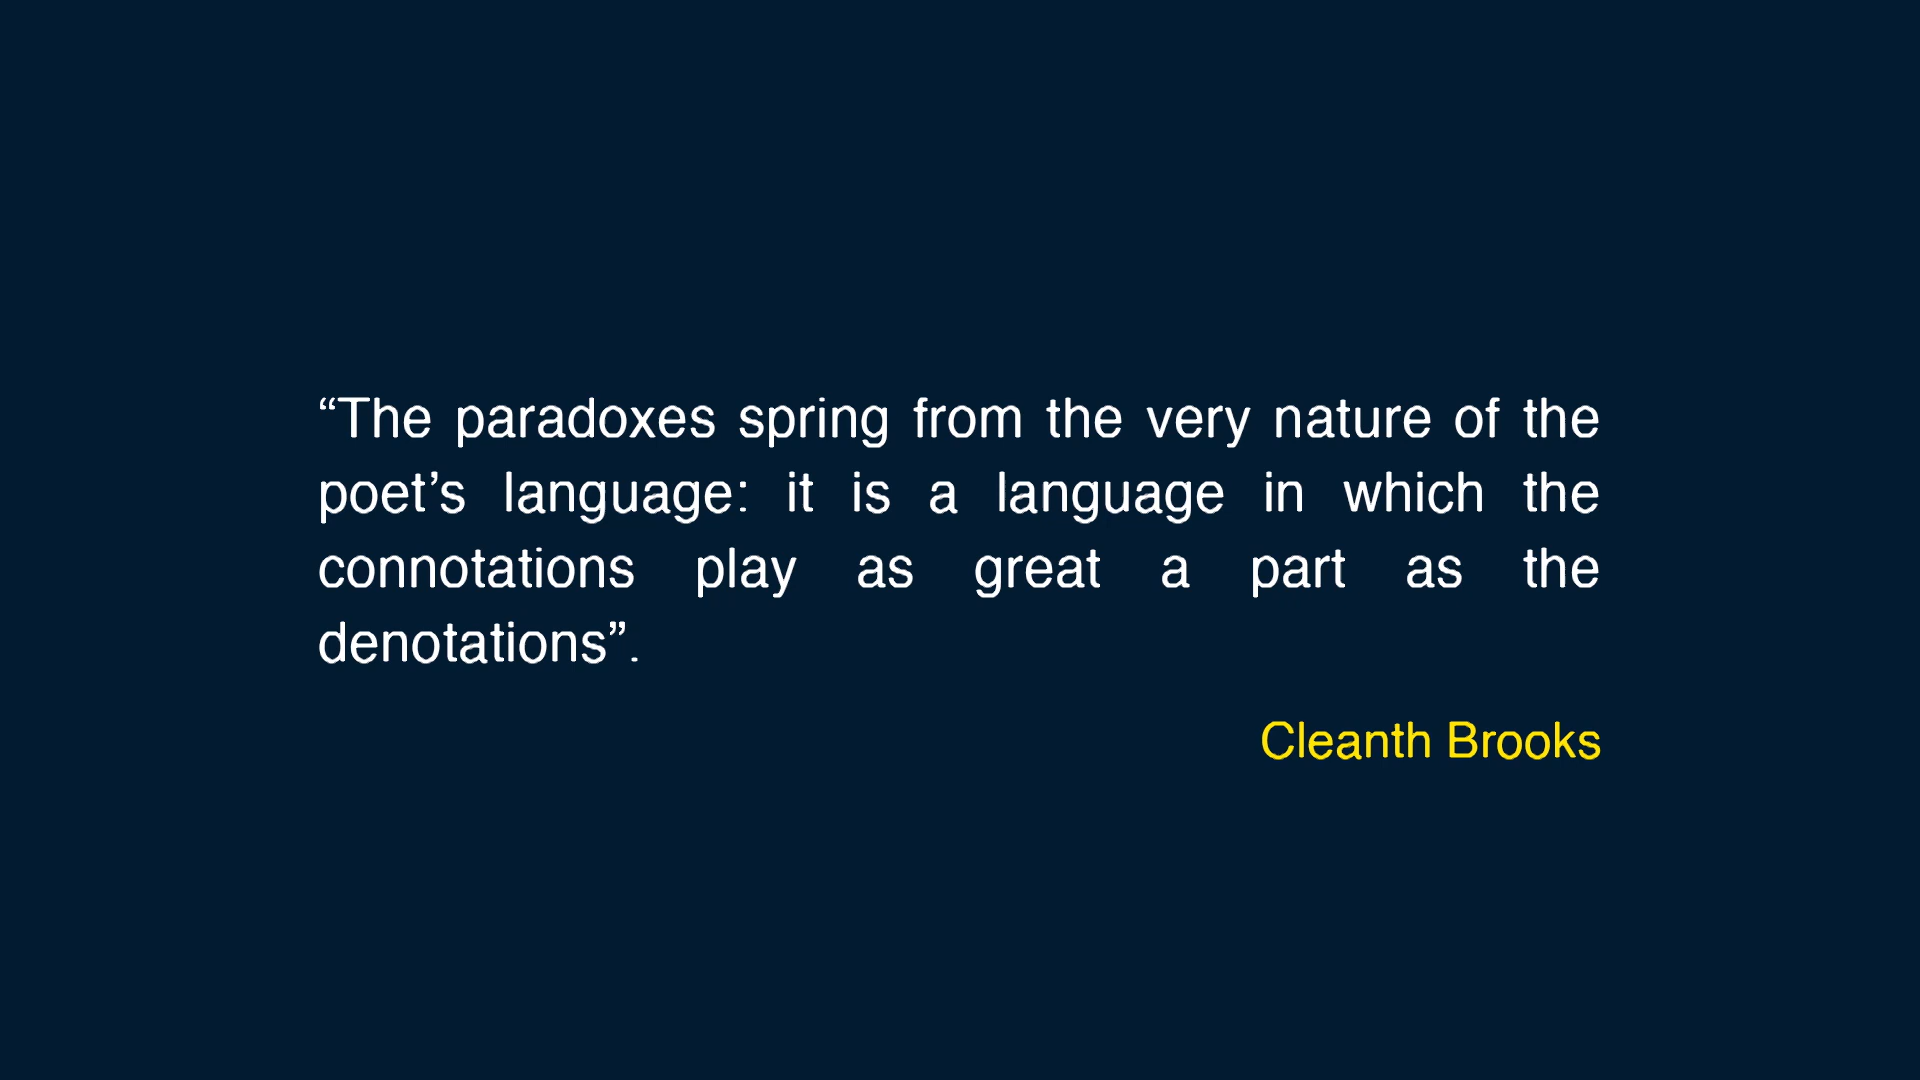 “The paradoxes spring from the very nature of the
poet’s language: it is a language in which the
connotations play as great a part as the
denotations”.
Cleanth Brooks